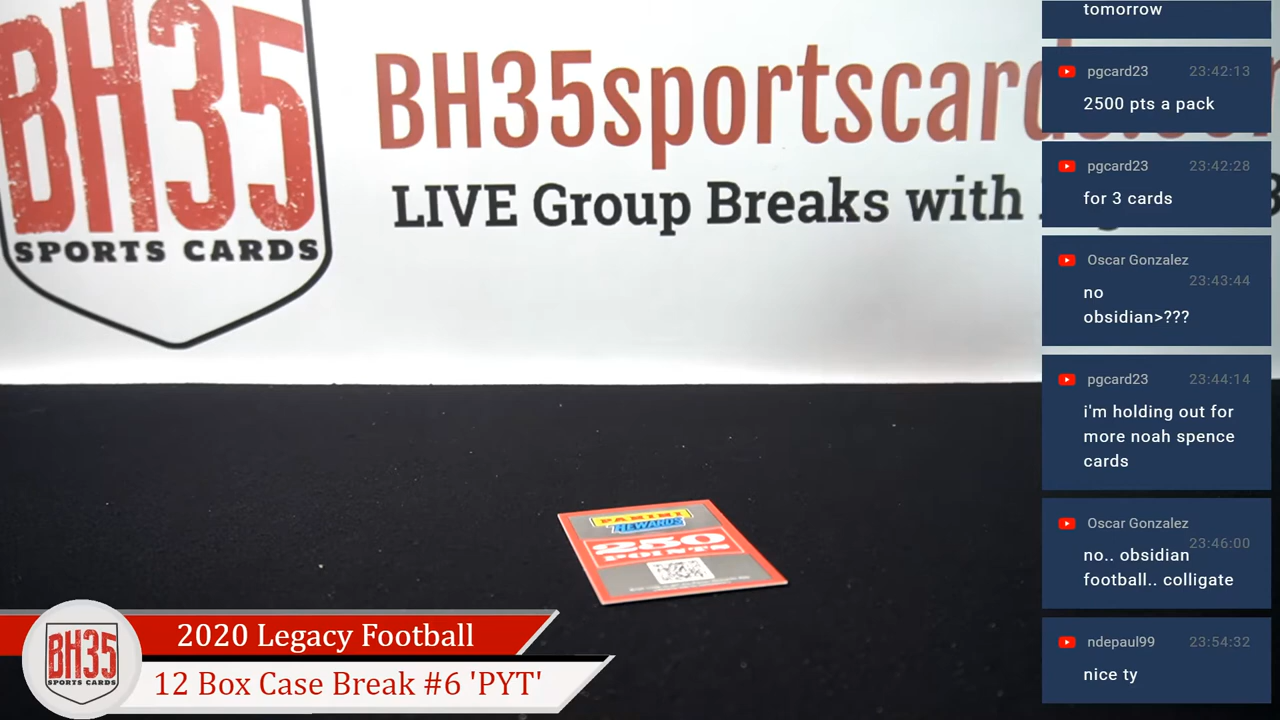 BH35
SPORTS CARDS
BH35sportscards.com
LIVE Group Breaks with
PANINI
REWARDS
250
POINTS
2020 Legacy Football
12 Box Case Break #6 'PYT'
BH35
SPORTS CARDS
tomorrow
pgcard23 23:42:13
2500 pts a pack
pgcard23 23:42:28
for 3 cards
Oscar Gonzalez
23:43:44
no
obsidian>???
pgcard23 23:44:14
i'm holding out for
more noah spence
cards
Oscar Gonzalez
23:46:00
no.. obsidian
football.. colligate
ndepaul99 23:54:32
nice ty